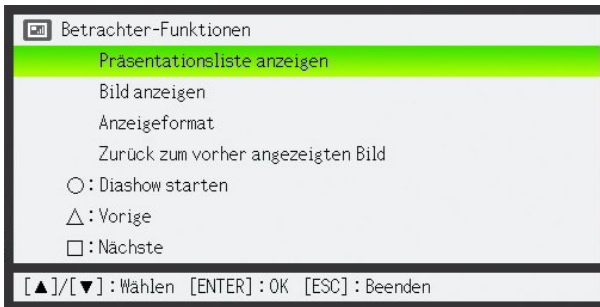 Betrachter-Funktionen
Präsentationsliste anzeigen
Bild anzeigen
Anzeigeformat
Zurück zum vorher angezeigten Bild
○: Diashow starten
△: Vorige
□: Nächste
[▲]/[▼]: Wählen [ENTER]: OK [ESC]: Beenden